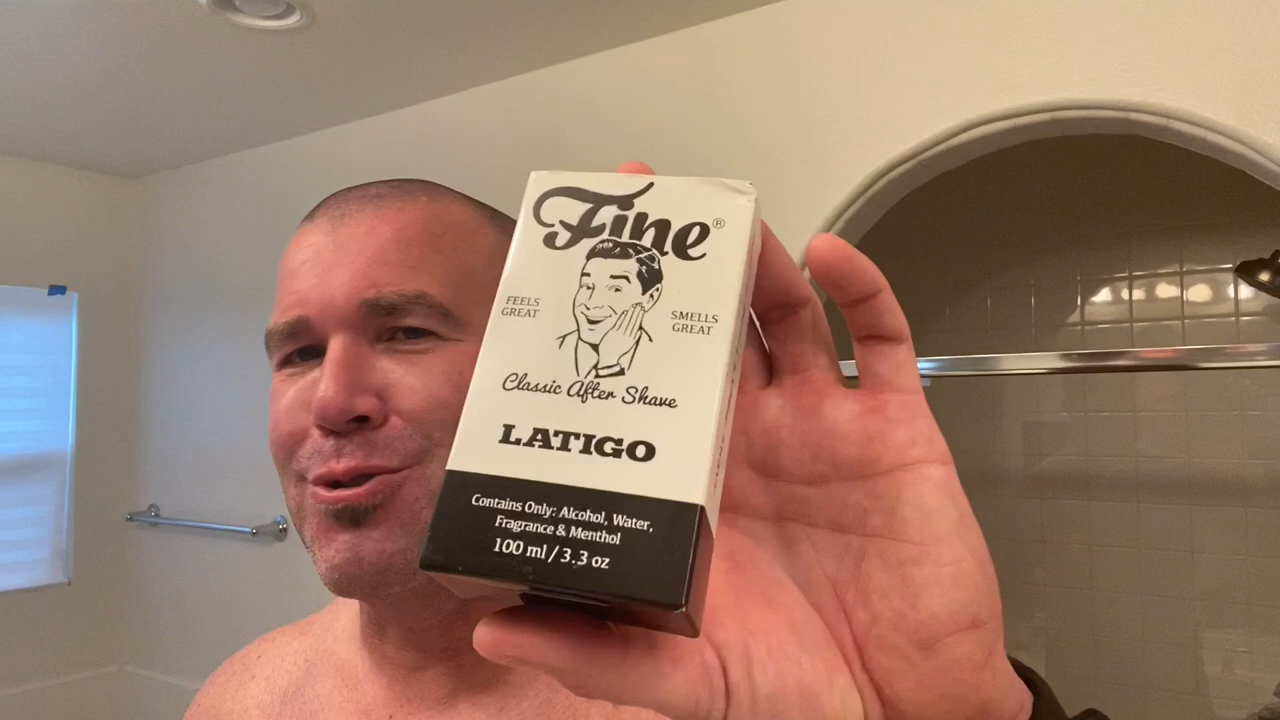 Fine®
FEELS
GREAT
SMELLS
GREAT
Classic After Shave
LATIGO
Contains Only: Alcohol, Water,
Fragrance & Menthol
100 ml / 3.3 oz